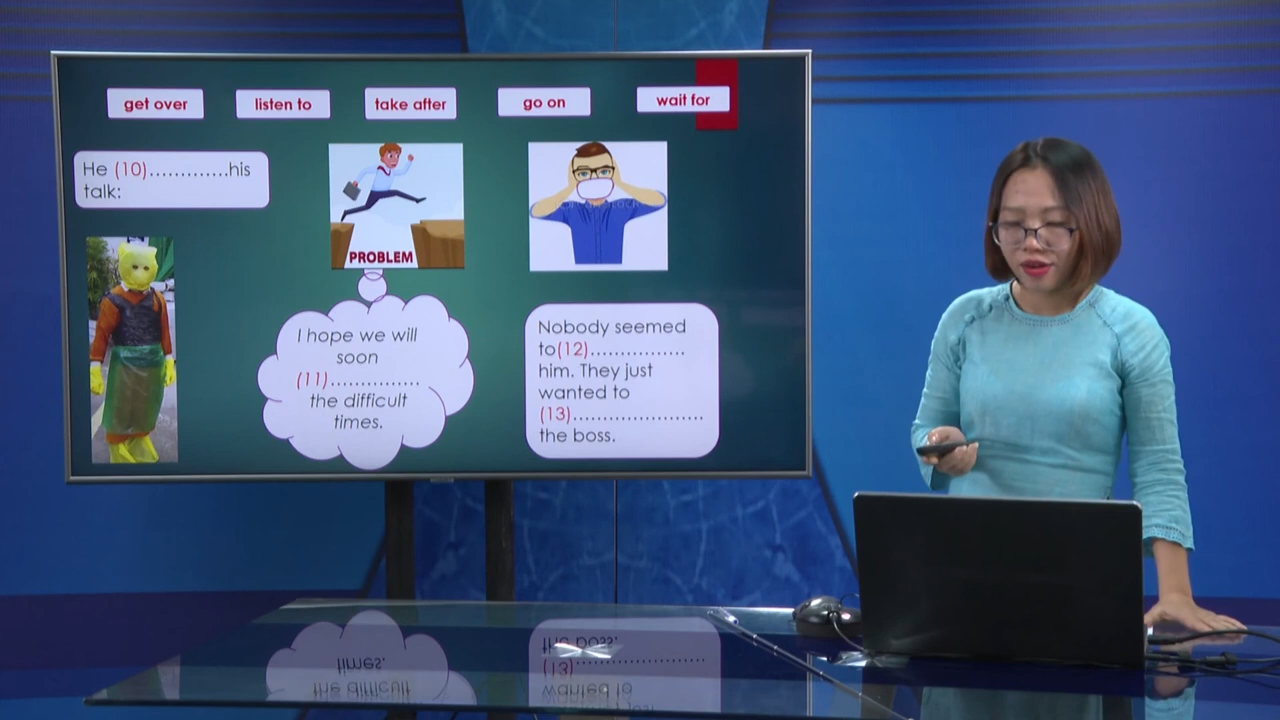 get over
listen to
take after
go on
wait for
He (10).............his
talk:
PROBLEM
I hope we will
soon
(11)...............
the difficult
times.
Nobody seemed
to(12)................
him. They just
wanted to
(13)......................
the boss.